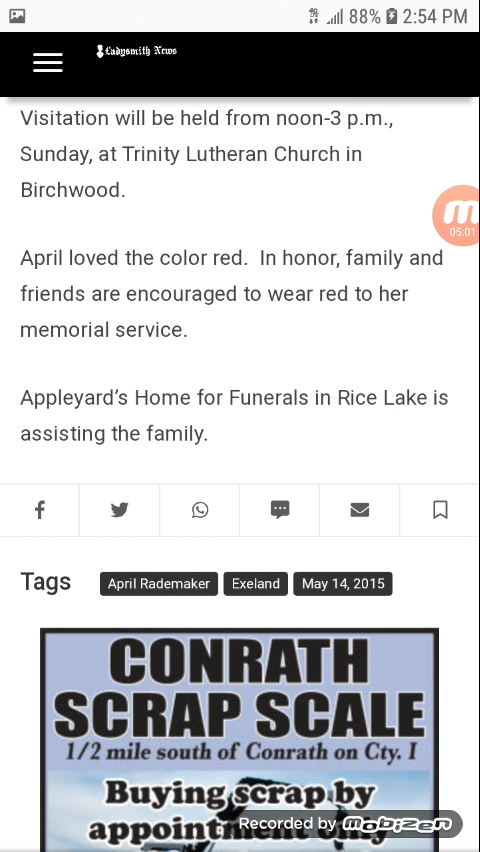 88% 2:54 PM
Ladysmith News
Visitation will be held from noon-3 p.m.,
Sunday, at Trinity Lutheran Church in
Birchwood.
05:01
April loved the color red.  In honor, family and
friends are encouraged to wear red to her
memorial service.
Appleyard’s Home for Funerals in Rice Lake is
assisting the family.
Tags April Rademaker Exeland May 14, 2015
CONRATH
SCRAP SCALE
1/2 mile south of Conrath on Cty. I
Buying scrap by
appointment only
Recorded by mobizen